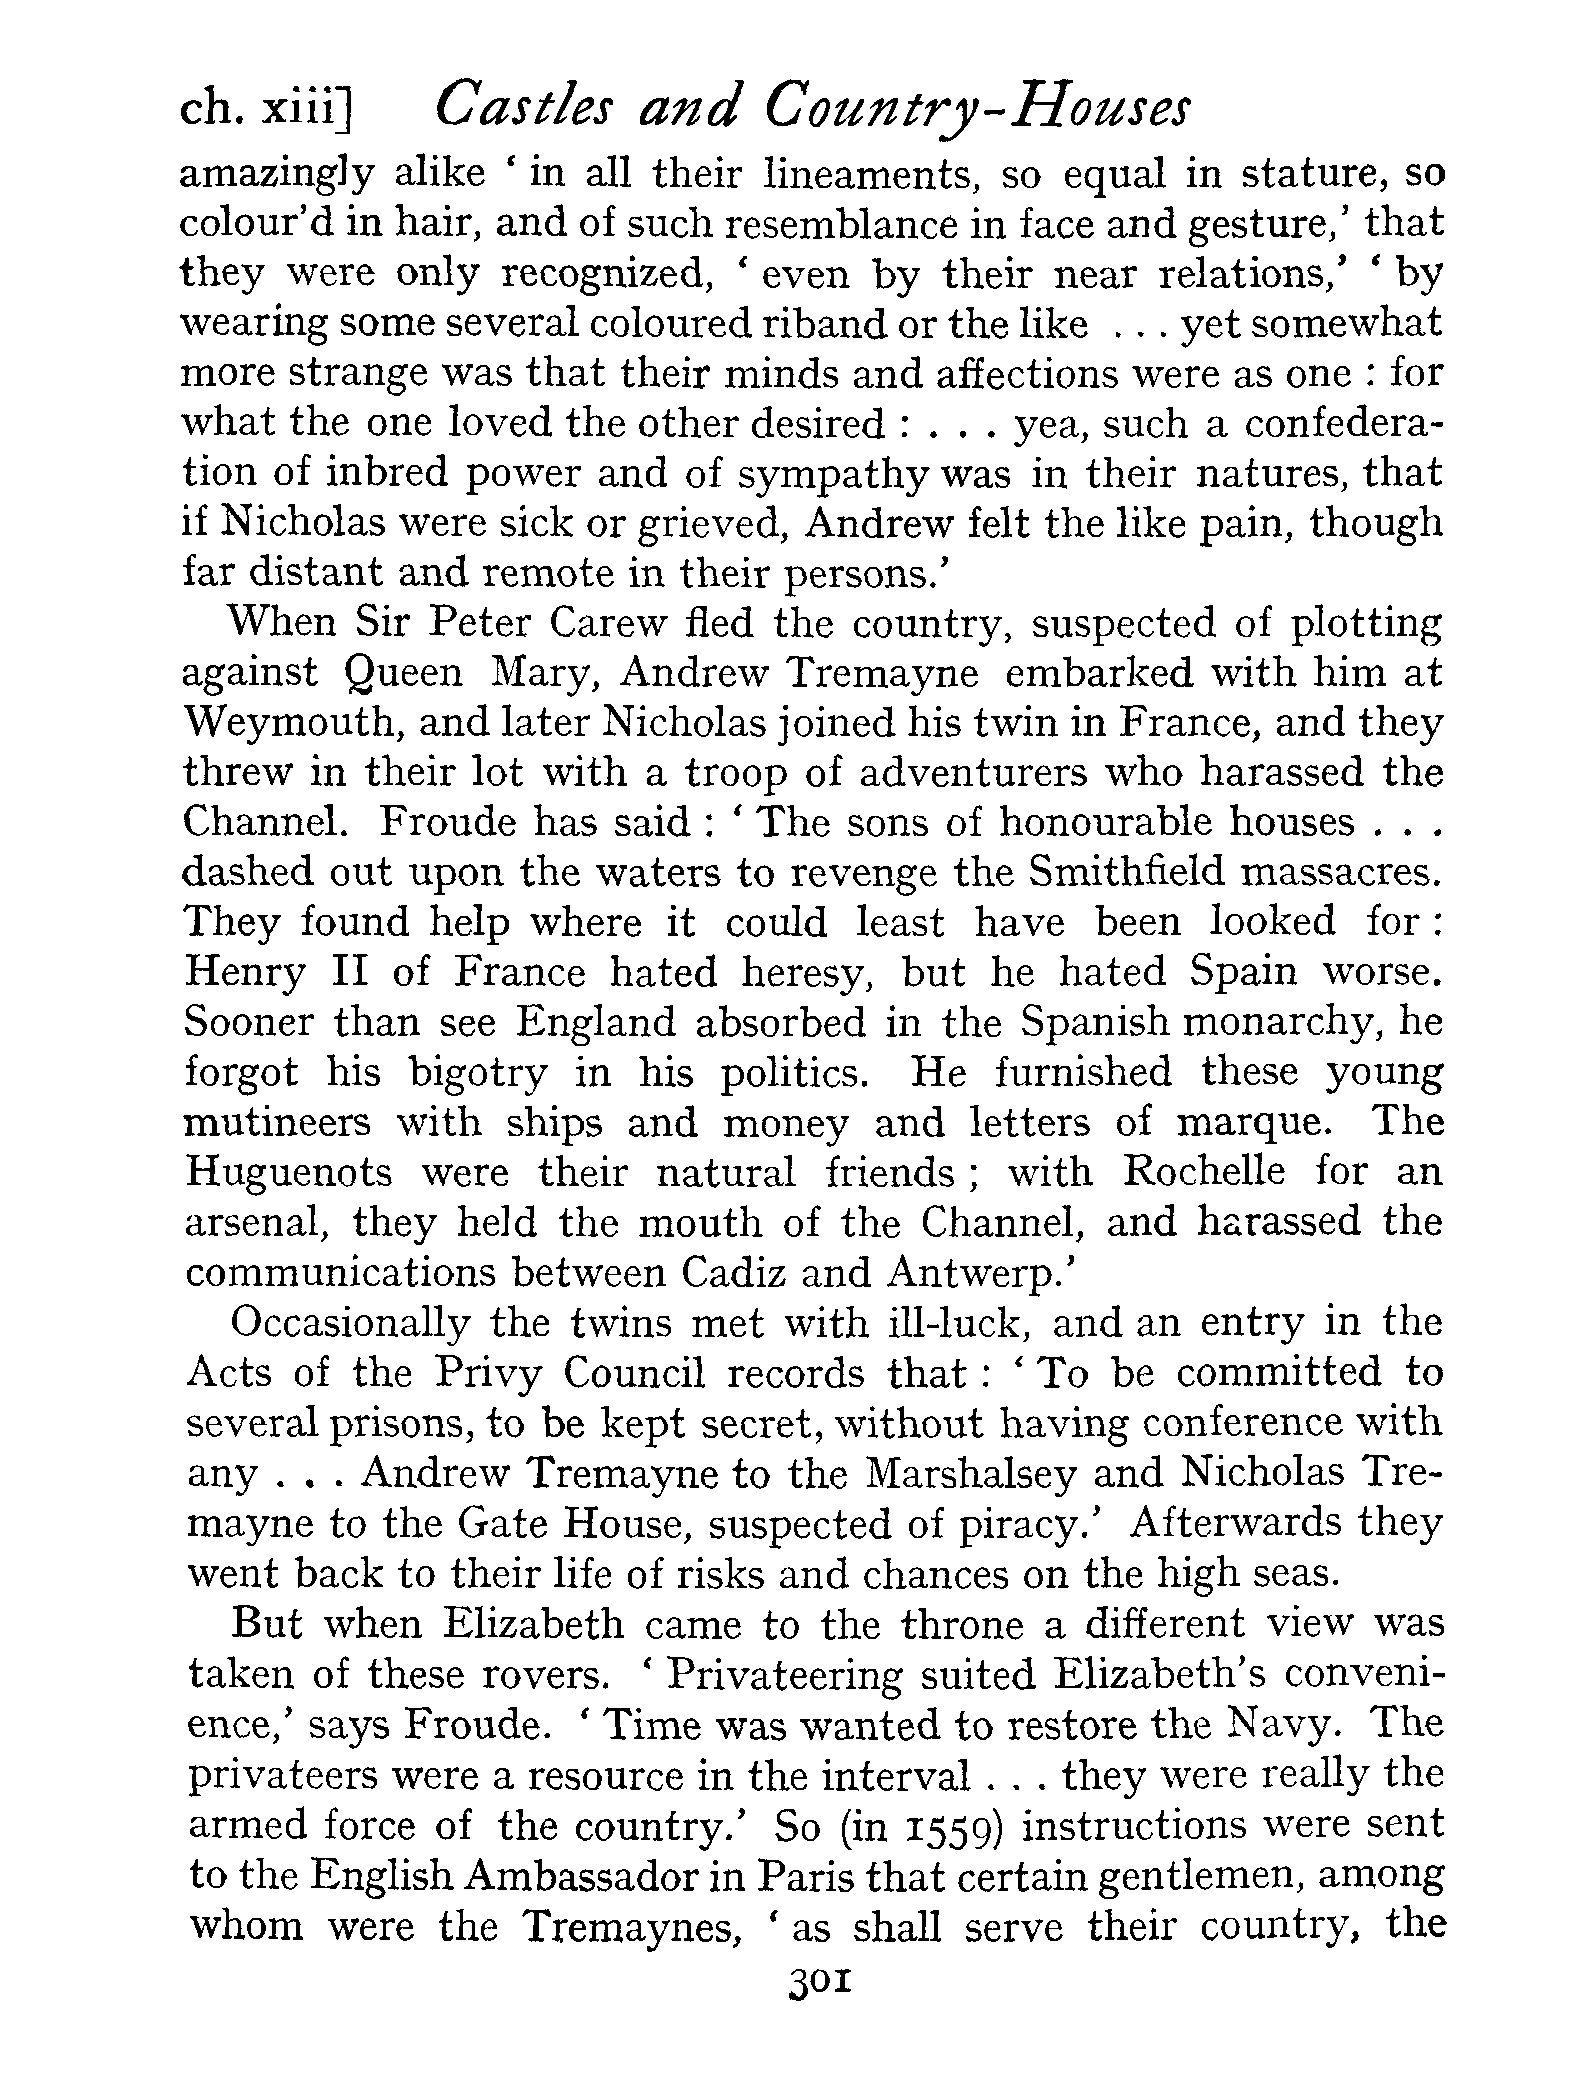 ch. xiii] Castles and Country-Houses
amazingly alike ‘ in all their lineaments, so equal in stature, so
colour’d in hair, and of such resemblance in face and gesture,’ that
they were only recognized, ‘ even by their near relations,’ ‘ by
wearing some several coloured riband or the like . . . yet somewhat
more strange was that their minds and affections were as one : for
what the one loved the other desired : . . . yea, such a confedera-
tion of inbred power and of sympathy was in their natures, that
if Nicholas were sick or grieved, Andrew felt the like pain, though
far distant and remote in their persons.’
When Sir Peter Carew fled the country, suspected of plotting
against Queen Mary, Andrew Tremayne embarked with him at
Weymouth, and later Nicholas joined his twin in France, and they
threw in their lot with a troop of adventurers who harassed the
Channel. Froude has said : ‘ The sons of honourable houses . . .
dashed out upon the waters to revenge the Smithfield massacres.
They found help where it could least have been looked for :
Henry II of France hated heresy, but he hated Spain worse.
Sooner than see England absorbed in the Spanish monarchy, he
forgot his bigotry in his politics. He furnished these young
mutineers with ships and money and letters of marque. The
Huguenots were their natural friends ; with Rochelle for an
arsenal, they held the mouth of the Channel, and harassed the
communications between Cadiz and Antwerp.’
Occasionally the twins met with ill-luck, and an entry in the
Acts of the Privy Council records that : ‘ To be committed to
several prisons, to be kept secret, without having conference with
any . . . Andrew Tremayne to the Marshalsey and Nicholas Tre-
mayne to the Gate House, suspected of piracy.’ Afterwards they
went back to their life of risks and chances on the high seas.
But when Elizabeth came to the throne a different view was
taken of these rovers. ‘ Privateering suited Elizabeth’s conveni-
ence,’ says Froude. ‘ Time was wanted to restore the Navy. The
privateers were a resource in the interval . . . they were really the
armed force of the country.’ So (in 1559) instructions were sent
to the English Ambassador in Paris that certain gentlemen, among
whom were the Tremaynes, ‘ as shall serve their country, the
301